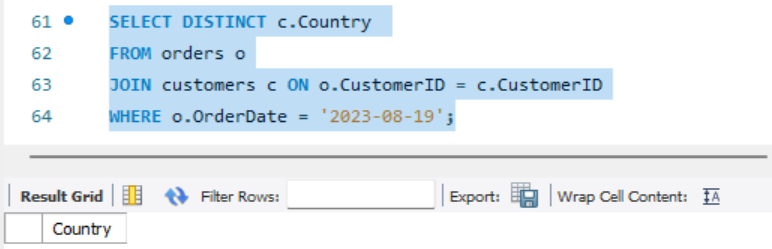 61 SELECT DISTINCT c.Country
62 FROM orders o
63 JOIN customers c ON o.CustomerID = c.CustomerID
64 WHERE o.OrderDate = '2023-08-19';
Result Grid Filter Rows: Export: Wrap Cell Content: IA
Country